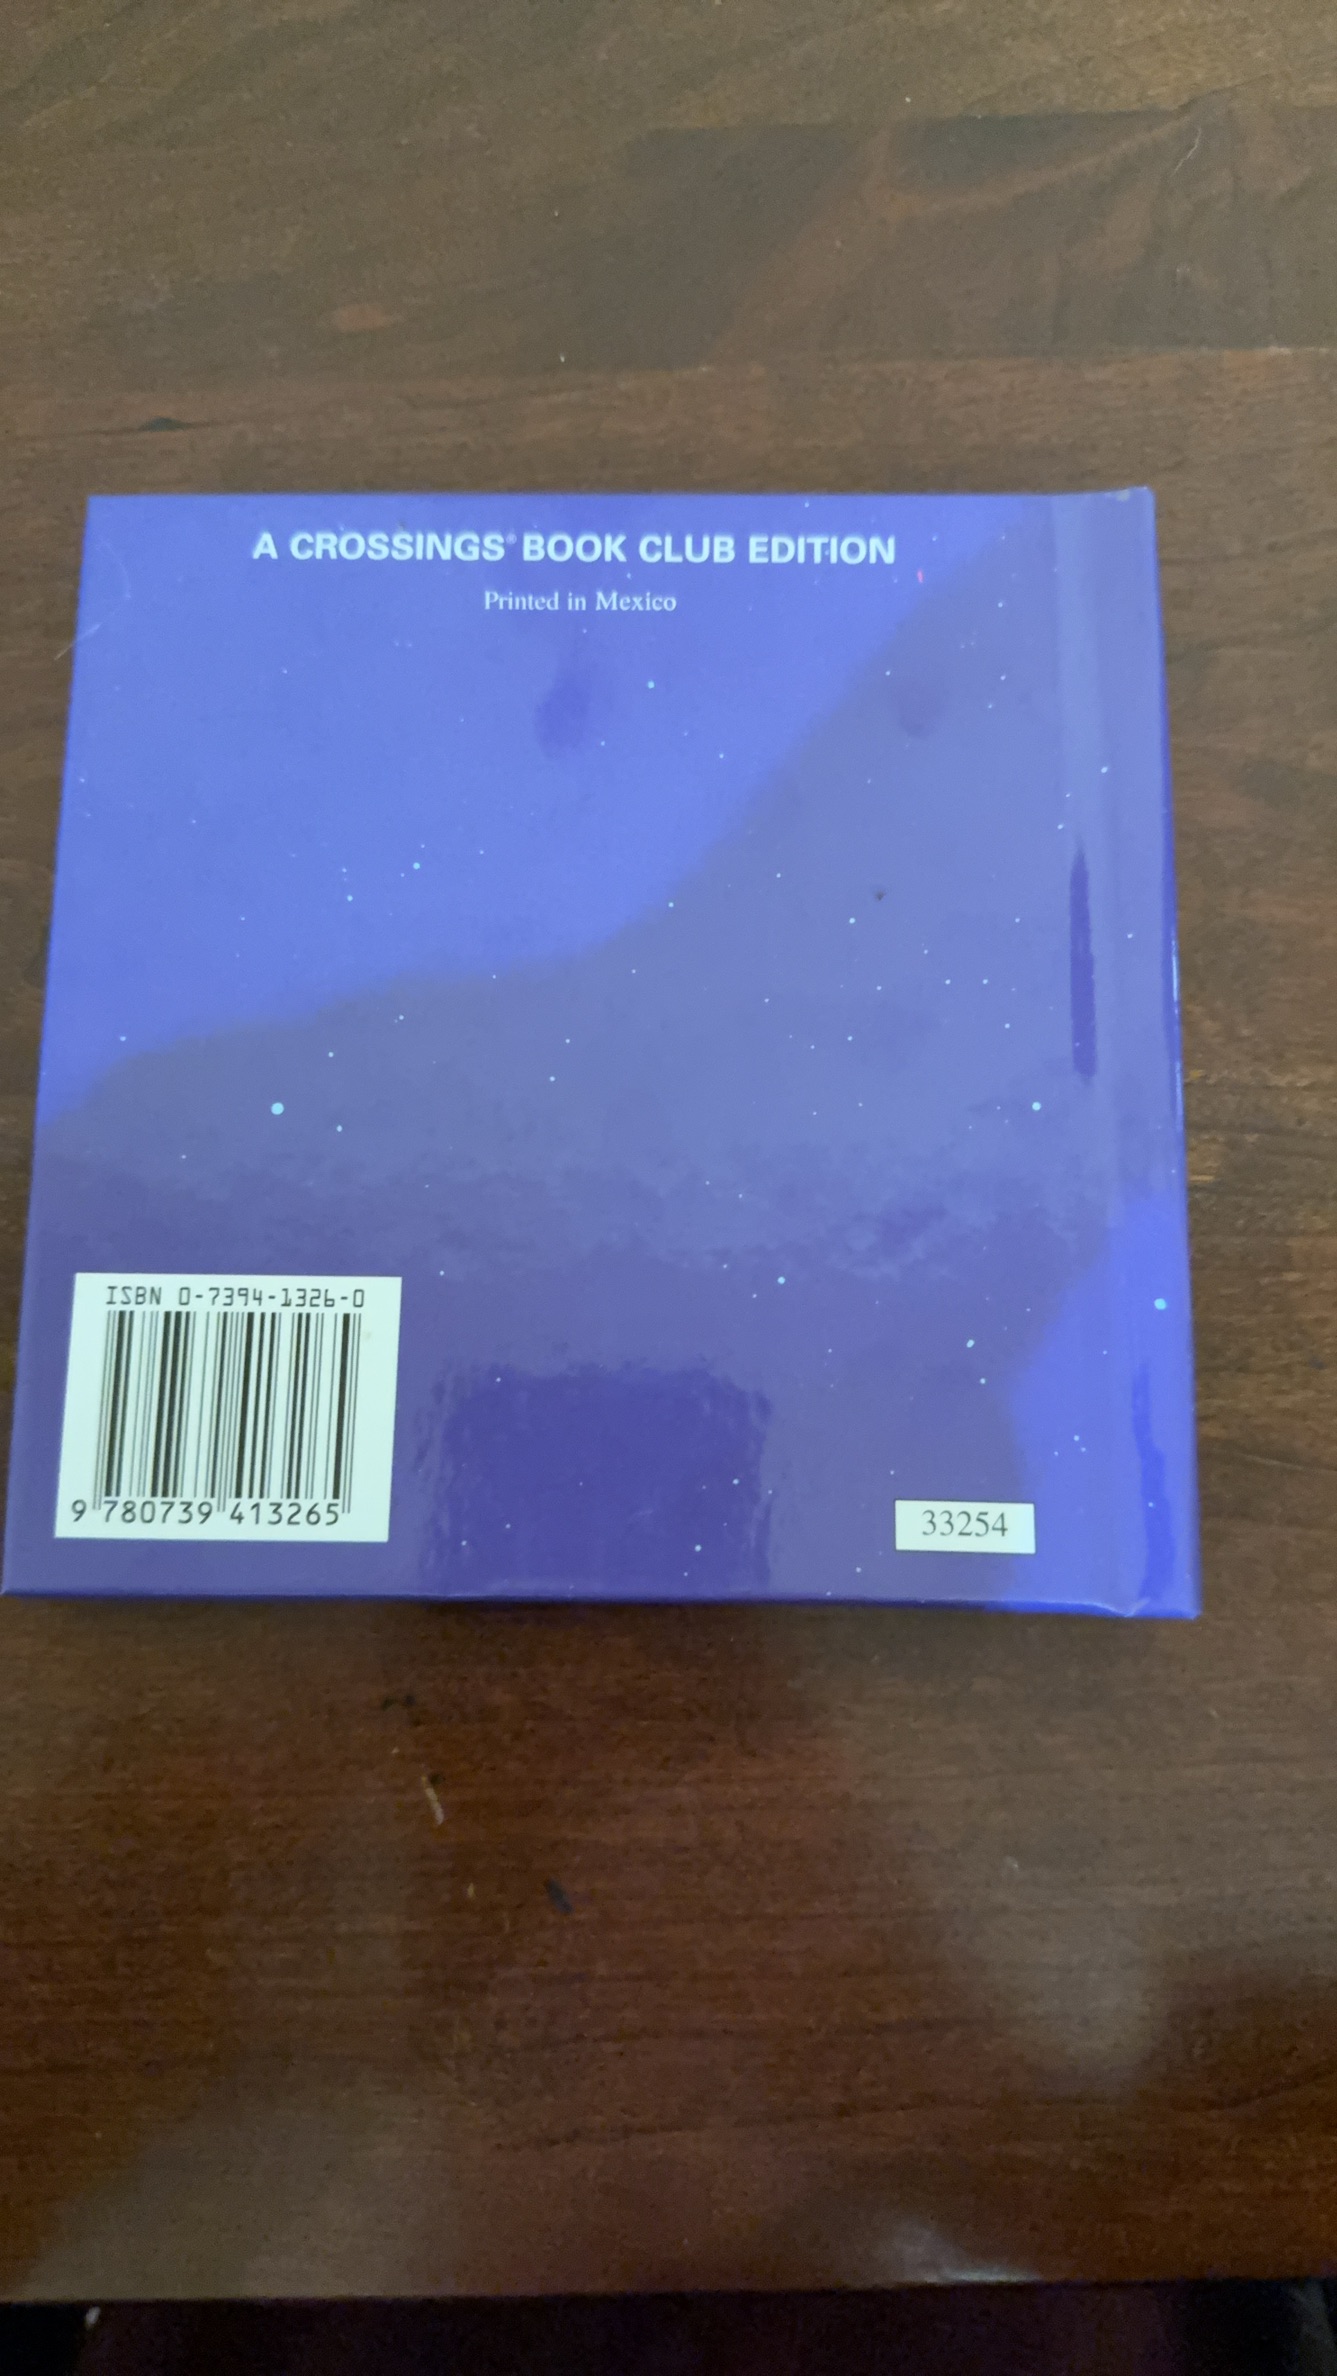 A CROSSINGS® BOOK CLUB EDITION
Printed in Mexico
ISBN 0-7394-1326-0
9 780739 413265
33254